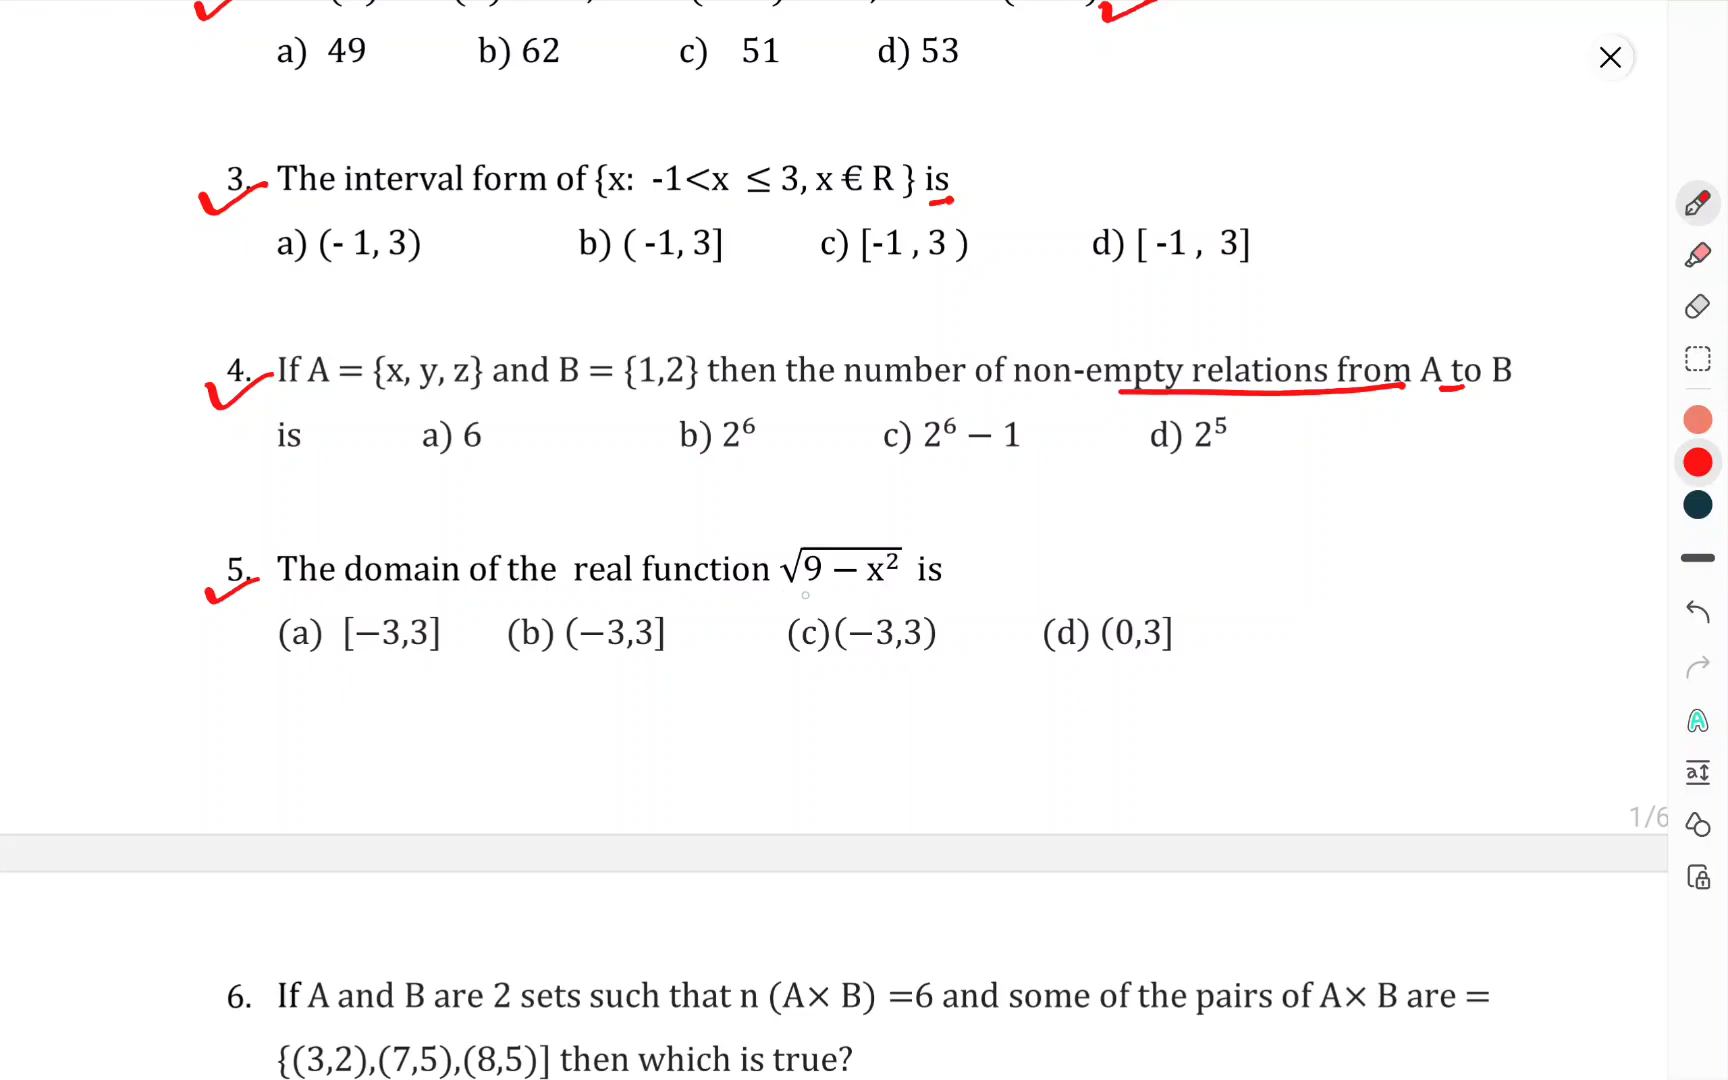 a) 49 b) 62 c) 51 d) 53
3. The interval form of {x: -1<x ≤ 3, x € R } is
a) (- 1, 3) b) ( -1, 3] c) [-1 , 3 ) d) [ -1 , 3]
4. If A = {x, y, z} and B = {1,2} then the number of non-empty relations from A to B
is a) 6 b) 2⁶ c) 2⁶ − 1 d) 2⁵
5. The domain of the real function √9 − x² is
(a) [−3,3] (b) (−3,3] (c)(−3,3) (d) (0,3]
1/6
6. If A and B are 2 sets such that n (A× B) =6 and some of the pairs of A× B are =
{(3,2),(7,5),(8,5)] then which is true?